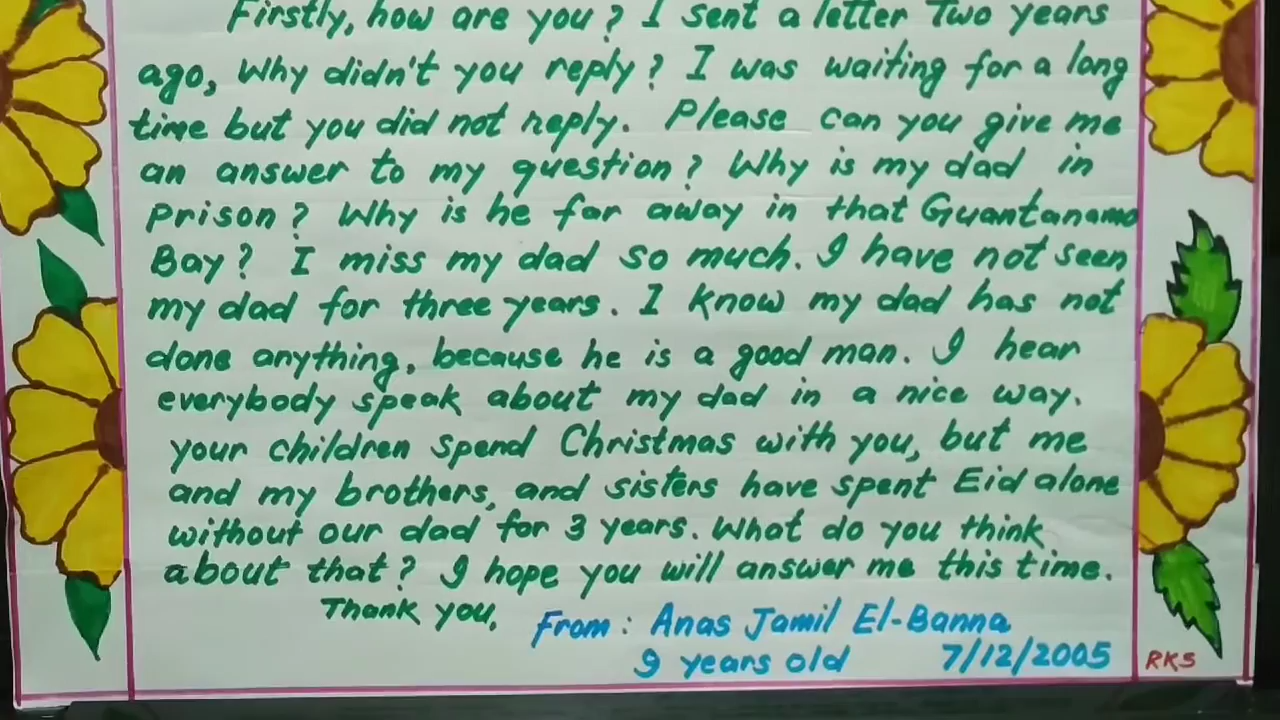 Firstly, how are you? I sent a letter Two years
ago, Why didn't you reply? I was waiting for a long
time but you did not reply. Please can you give me
an answer to my question? Why is my dad in
prison? Why is he far away in that Guantanamo
Bay? I miss my dad so much. I have not seen
my dad for three years. I know my dad has not
done anything, because he is a good man. I hear
everybody speak about my dad in a nice way.
your children spend Christmas with you, but me
and my brothers, and sisters have spent Eid alone
without our dad for 3 years. What do you think
about that? I hope you will answer me this time.
Thank you,
From: Anas Jamil El-Banna
9 years old 7/12/2005
RKS